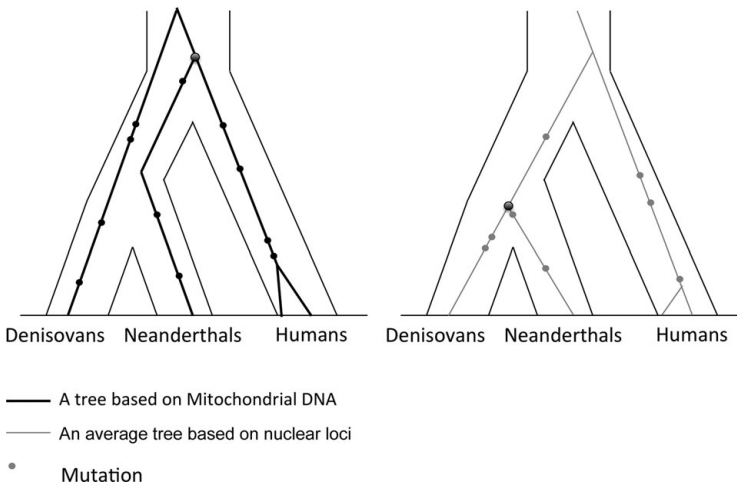 Denisovans Neanderthals Humans Denisovans Neanderthals Humans
A tree based on Mitochondrial DNA
An average tree based on nuclear loci
Mutation